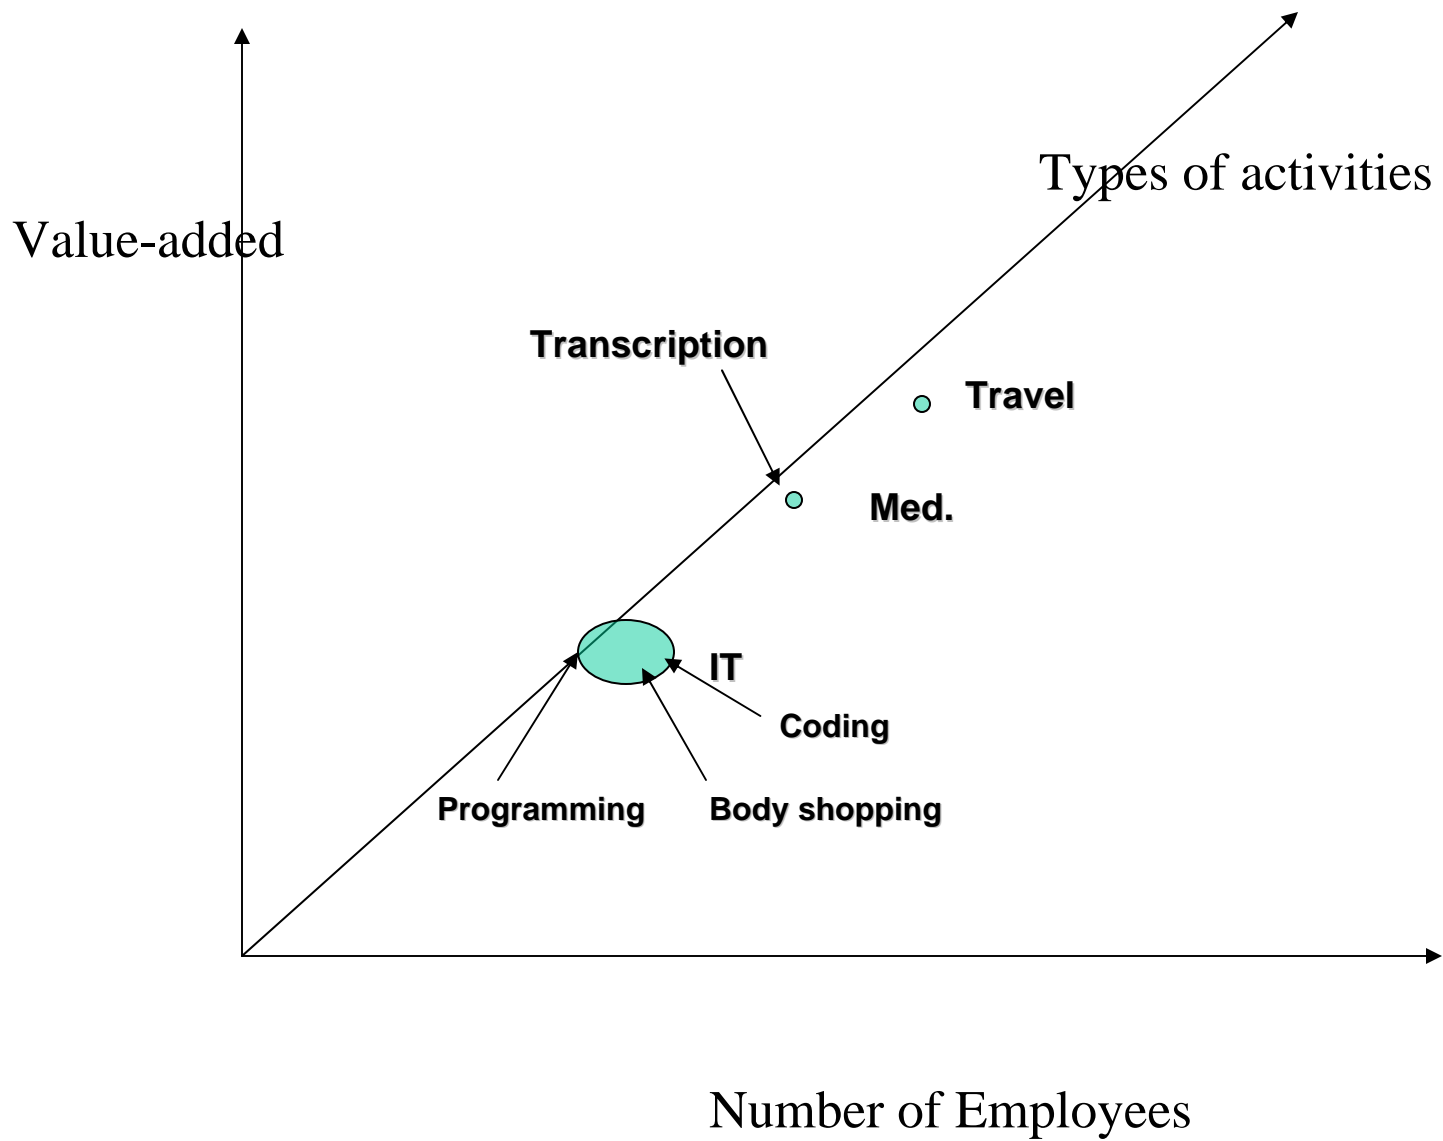 Types of activities
Value-added
Transcription
Travel
Med.
IT
Coding
Programming
Body shopping
Number of Employees